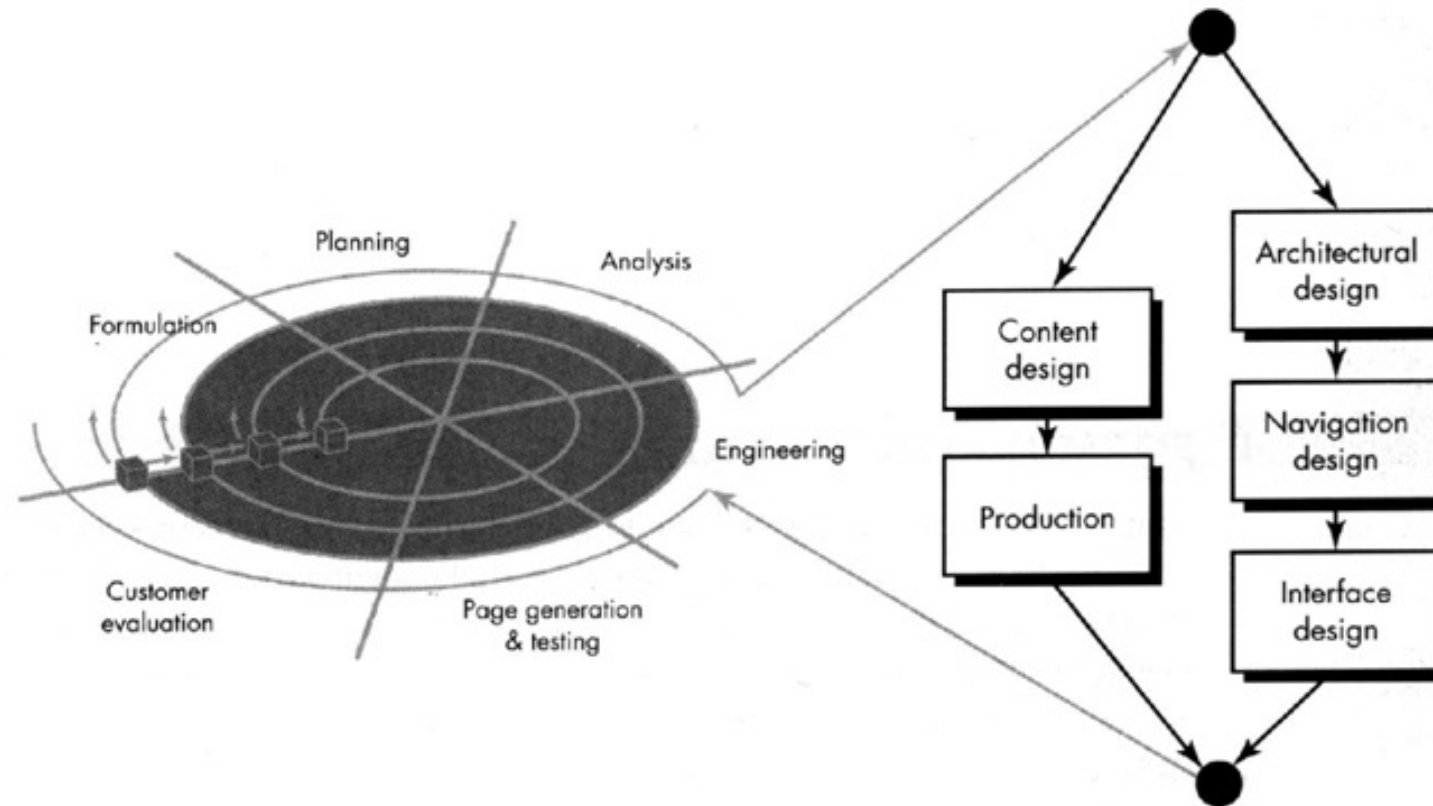 Planning
Analysis
Formulation
Engineering
Customer
evaluation
Page generation
& testing
Content
design
Production
Architectural
design
Navigation
design
Interface
design